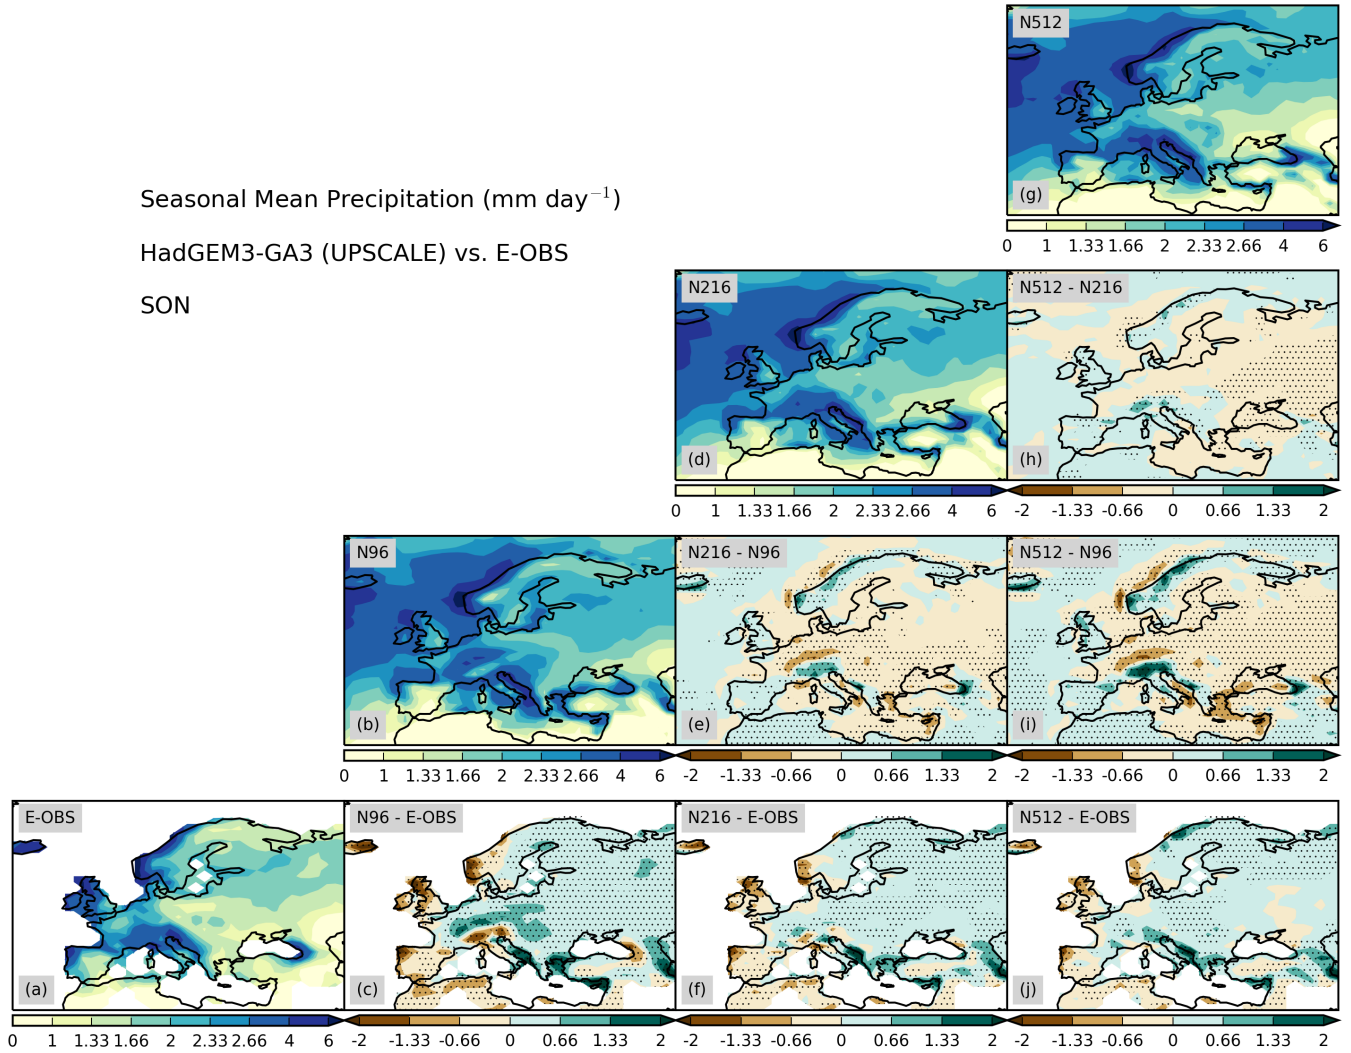 N512
(g)
0 1 1.33 1.66 2 2.33 2.66 4 6
Seasonal Mean Precipitation (mm day⁻¹)
HadGEM3-GA3 (UPSCALE) vs. E-OBS
SON
N216
N512 - N216
(d)
(h)
0 1 1.33 1.66 2 2.33 2.66 4 6
-2 -1.33 -0.66 0 0.66 1.33 2
N96
N216 - N96
N512 - N96
(b)
(e)
(i)
0 1 1.33 1.66 2 2.33 2.66 4 6
-2 -1.33 -0.66 0 0.66 1.33 2
-2 -1.33 -0.66 0 0.66 1.33 2
E-OBS
N96 - E-OBS
N216 - E-OBS
N512 - E-OBS
(a)
(c)
(f)
(j)
0 1 1.33 1.66 2 2.33 2.66 4 6
-2 -1.33 -0.66 0 0.66 1.33 2
-2 -1.33 -0.66 0 0.66 1.33 2
-2 -1.33 -0.66 0 0.66 1.33 2